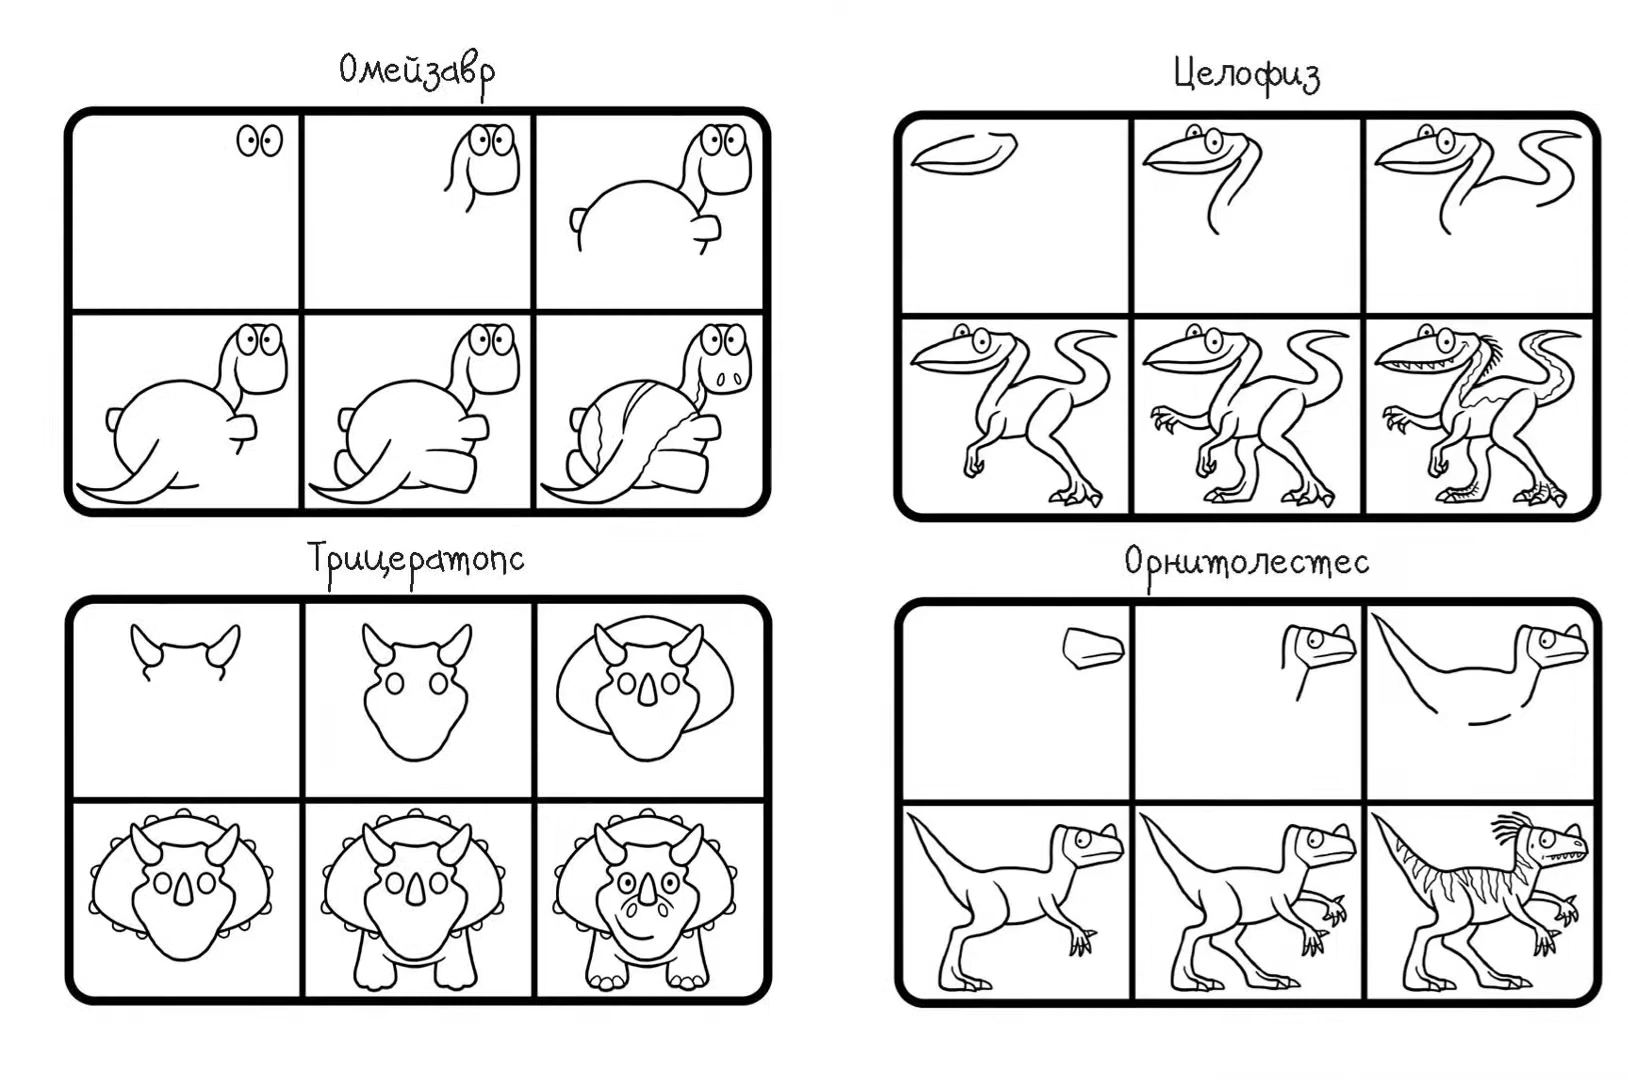 Омейзавр
Целофиз
Трицератопс
Орнитолестес